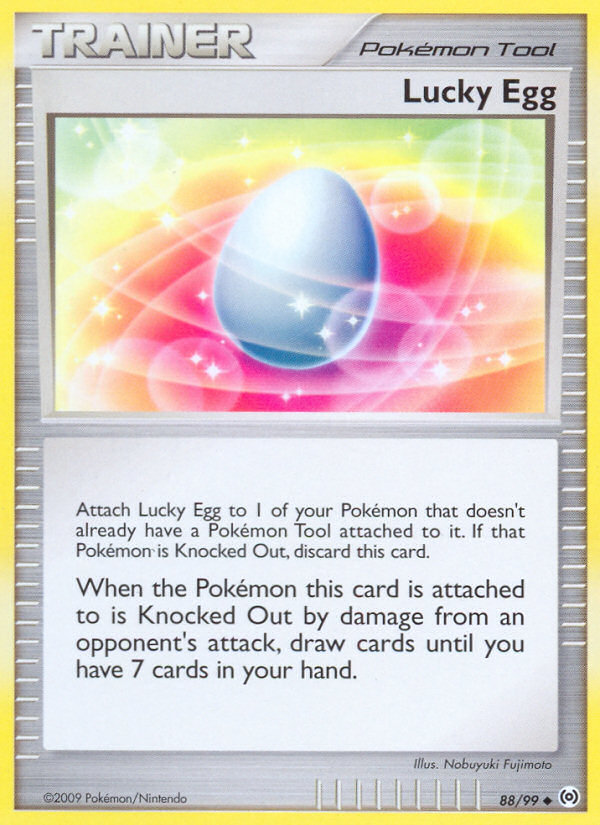 TRAINER
Pokémon Tool
Lucky Egg
Attach Lucky Egg to 1 of your Pokémon that doesn't
already have a Pokémon Tool attached to it. If that
Pokémon is Knocked Out, discard this card.
When the Pokémon this card is attached
to is Knocked Out by damage from an
opponent's attack, draw cards until you
have 7 cards in your hand.
Illus. Nobuyuki Fujimoto
©2009 Pokémon/Nintendo
88/99